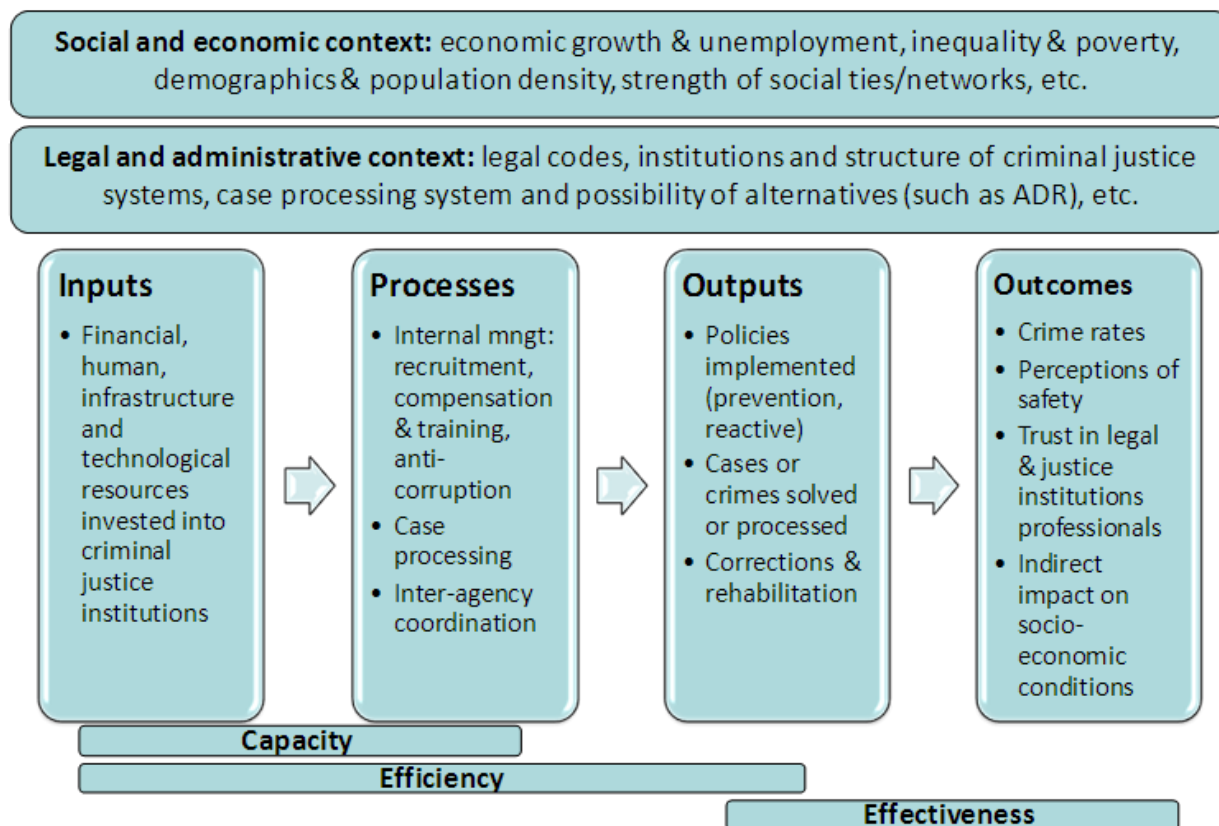 Social and economic context: economic growth & unemployment, inequality & poverty,
demographics & population density, strength of social ties/networks, etc.
Legal and administrative context: legal codes, institutions and structure of criminal justice
systems, case processing system and possibility of alternatives (such as ADR), etc.
Inputs
• Financial,
human,
infrastructure
and
technological
resources
invested into
criminal
justice
institutions
Processes
• Internal mngt:
recruitment,
compensation
& training,
anti-
corruption
• Case
processing
• Inter-agency
coordination
Outputs
• Policies
implemented
(prevention,
reactive)
• Cases or
crimes solved
or processed
• Corrections &
rehabilitation
Outcomes
• Crime rates
• Perceptions of
safety
• Trust in legal
& justice
institutions
professionals
• Indirect
impact on
socio-
economic
conditions
Capacity
Efficiency
Effectiveness